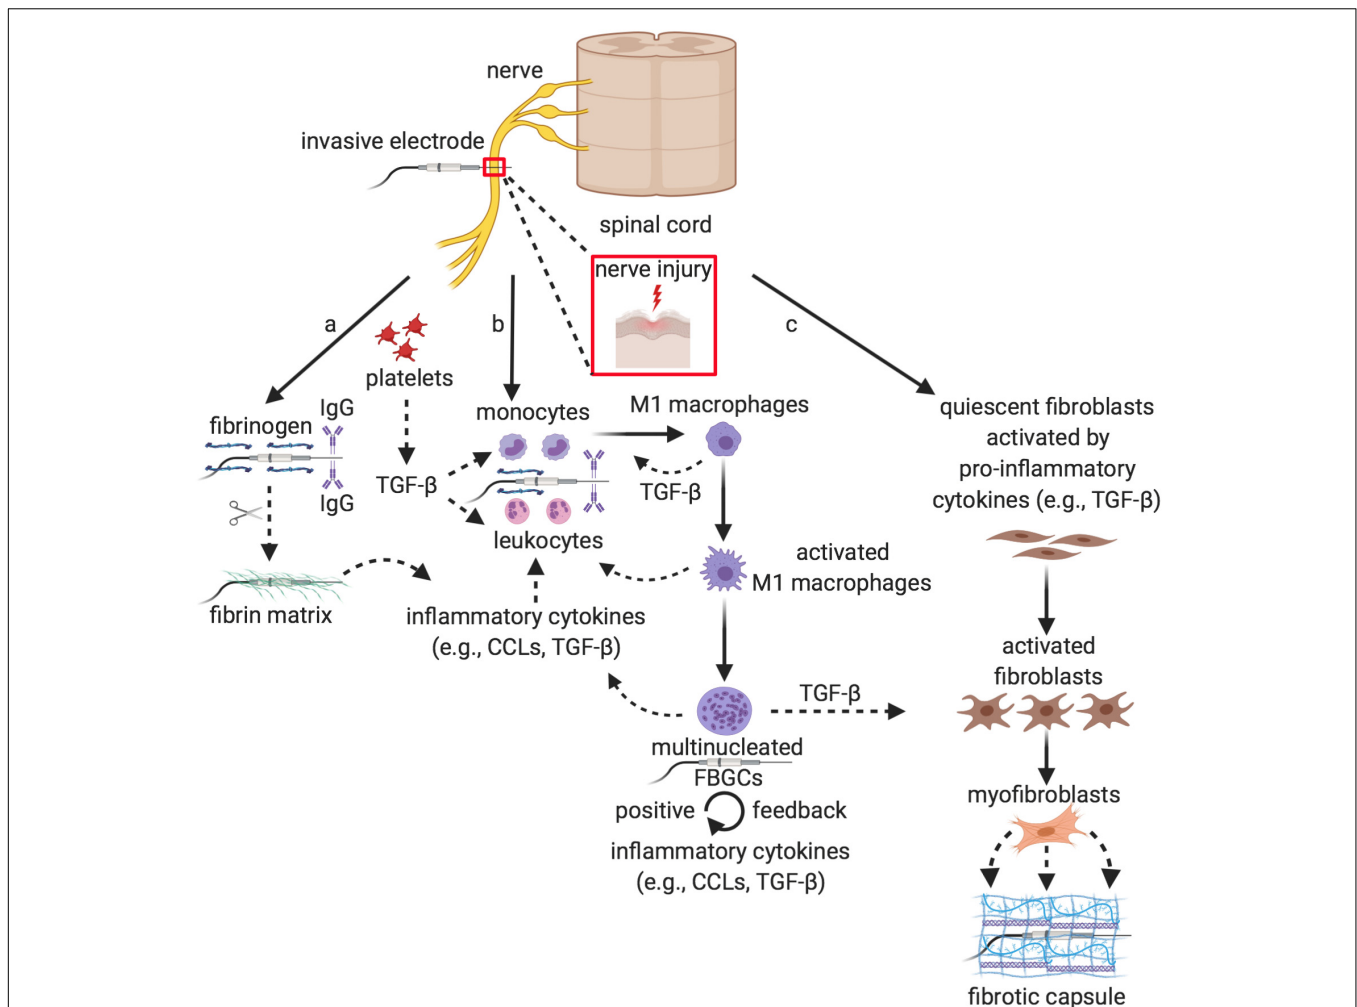 nerve
invasive electrode
spinal cord
nerve injury
a
b
c
platelets
fibrinogen
IgG
IgG
TGF-β
fibrin matrix
monocytes
leukocytes
inflammatory cytokines
(e.g., CCLs, TGF-β)
M1 macrophages
TGF-β
activated
M1 macrophages
TGF-β
multinucleated
FBGCs
positive feedback
inflammatory cytokines
(e.g., CCLs, TGF-β)
quiescent fibroblasts
activated by
pro-inflammatory
cytokines (e.g., TGF-β)
activated
fibroblasts
myofibroblasts
fibrotic capsule